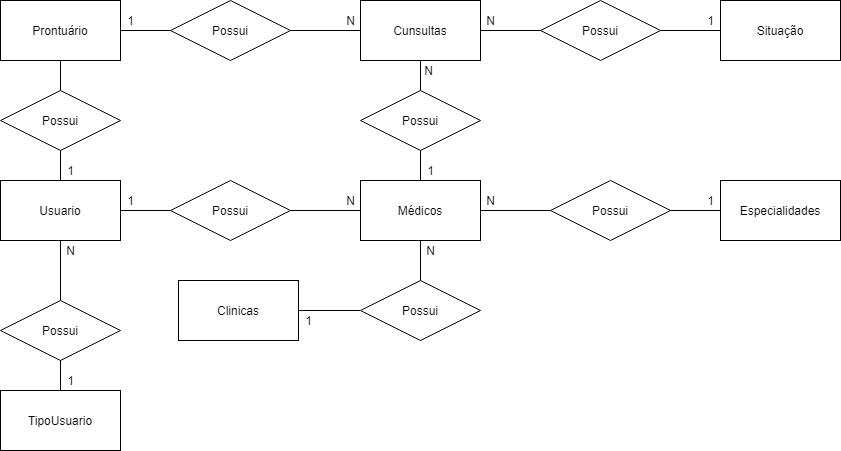 Prontuário 1 Possui N Cunsultas N Possui 1 Situação
N
Possui Possui
1 1
Usuario 1 Possui N Médicos N Possui 1 Especialidades
N N
Clinicas 1 Possui
Possui
1
TipoUsuario